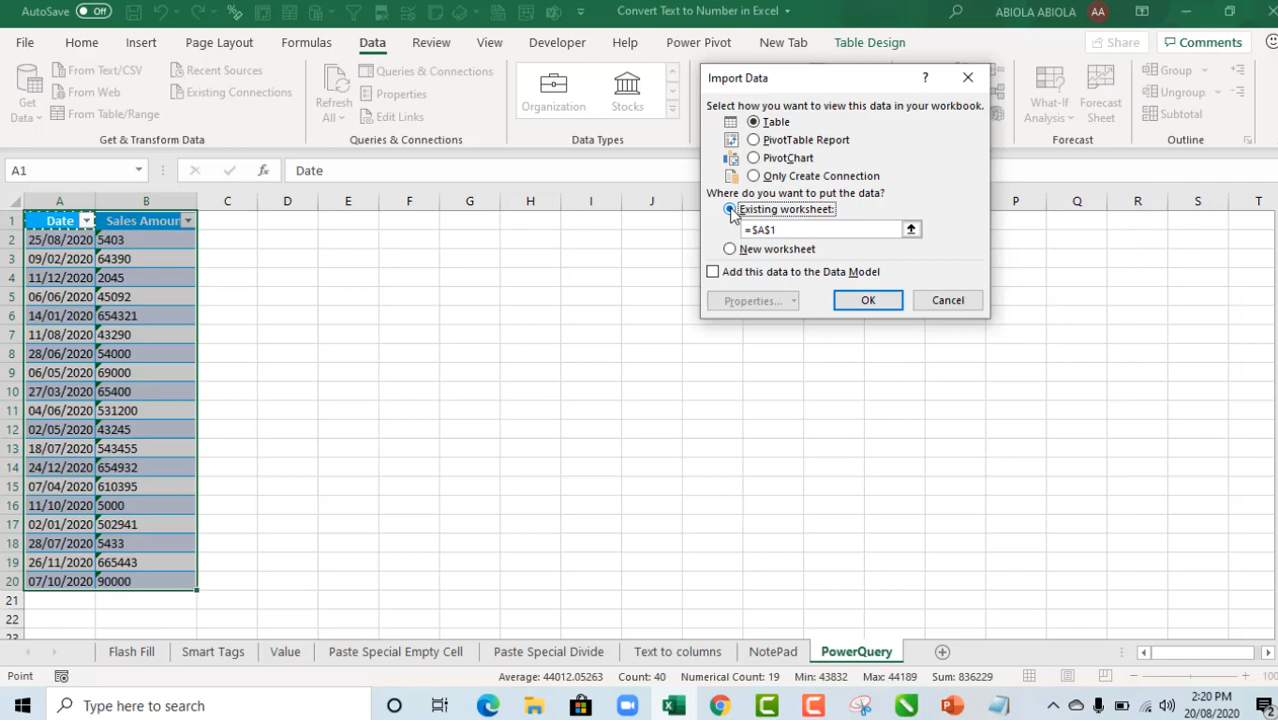 AutoSave Off
Convert Text to Number in Excel
ABIOLA ABIOLA AA
File Home Insert Page Layout Formulas Data Review View Developer Help Power Pivot New Tab Table Design Share Comments
Get Data
From Text/CSV
From Web
From Table/Range
Recent Sources
Existing Connections
Get & Transform Data
Refresh All
Queries & Connections
Properties
Edit Links
Queries & Connections
Organization
Stocks
Data Types
What-If Analysis
Forecast Sheet
Forecast
Group
Ungroup
Subtotal
Outline
Import Data ?
Select how you want to view this data in your workbook.
Table
PivotTable Report
PivotChart
Only Create Connection
Where do you want to put the data?
Existing worksheet:
=$A$1
New worksheet
Add this data to the Data Model
Properties... OK Cancel
A1 fx Date
A B C D E F G H I J P Q R S T
1 Date Sales Amoun
2 25/08/2020 5403
3 09/02/2020 64390
4 11/12/2020 2045
5 06/06/2020 45092
6 14/01/2020 654321
7 11/08/2020 43290
8 28/06/2020 54000
9 06/05/2020 69000
10 27/03/2020 65400
11 04/06/2020 531200
12 02/05/2020 43245
13 18/07/2020 543455
14 24/12/2020 654932
15 07/04/2020 610395
16 11/10/2020 5000
17 02/01/2020 502941
18 28/07/2020 5433
19 26/11/2020 665443
20 07/10/2020 90000
21
22
23
Flash Fill Smart Tags Value Paste Special Empty Cell Paste Special Divide Text to columns NotePad PowerQuery
Point Average: 44012.05263 Count: 40 Numerical Count: 19 Min: 43832 Max: 44189 Sum: 836229 100
Type here to search
2:20 PM
20/08/2020
2